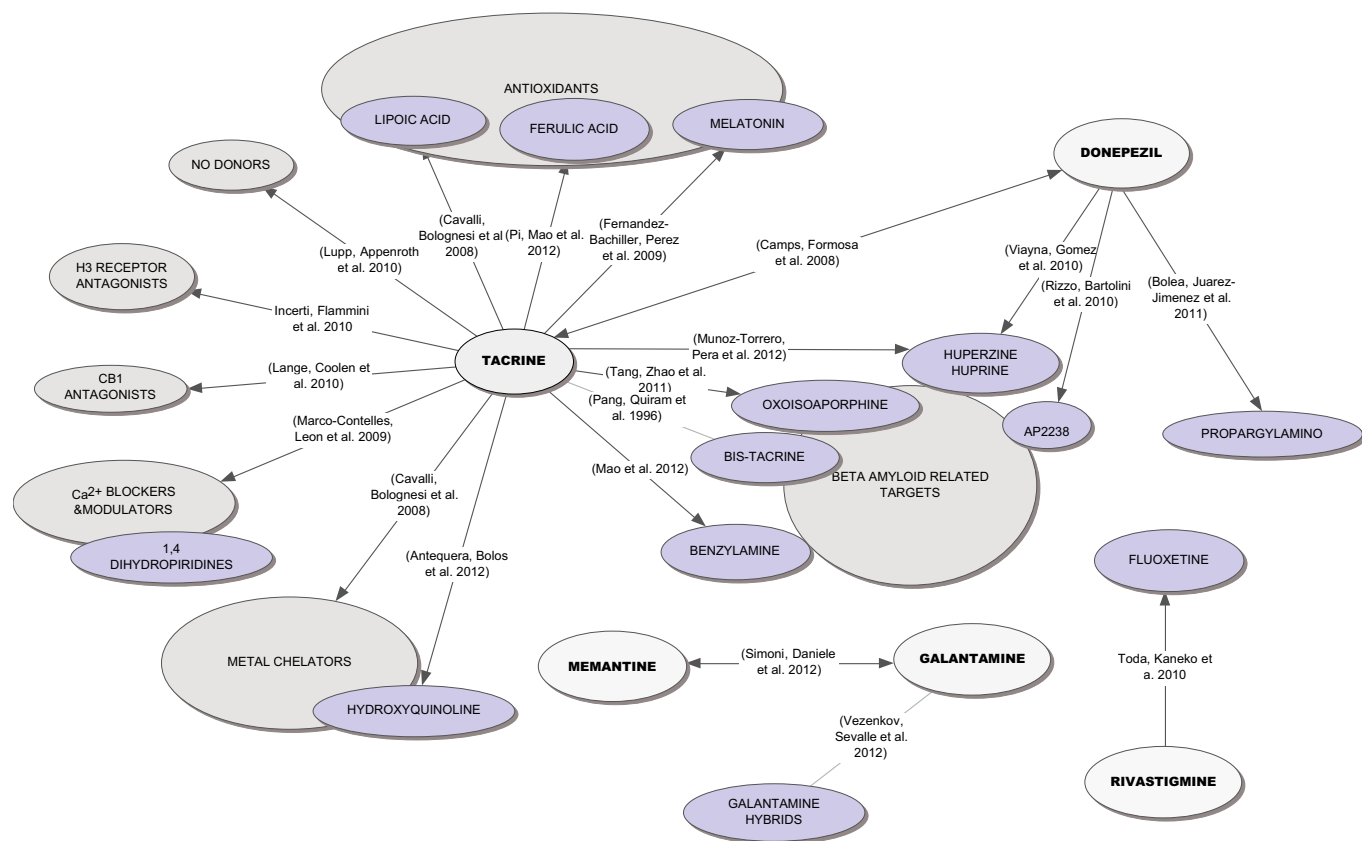 ANTIOXIDANTS
LIPOIC ACID
FERULIC ACID
MELATONIN
NO DONORS
DONEPEZIL
(Cavalli,
Bolognesi et al
2008)
(Pi, Mao et al.
2012)
(Fernandez-
Bachiller, Perez
et al. 2009)
(Lupp, Appenroth
et al. 2010)
(Camps, Formosa
et al. 2008)
(Viayna, Gomez
et al. 2010)
(Rizzo, Bartolini
et al. 2010)
(Bolea, Juarez-
Jimenez et al.
2011)
H3 RECEPTOR
ANTAGONISTS
Incerti, Flammini
et al. 2010
TACRINE
(Munoz-Torrero,
Pera et al. 2012)
HUPERZINE
HUPRINE
CB1
ANTAGONISTS
(Lange, Coolen
et al. 2010)
(Tang, Zhao et al.
2011)
(Pang, Quiram et
al. 1996)
OXOISOAPORPHINE
AP2238
PROPARGYLAMINO
(Marco-Contelles,
Leon et al. 2009)
BIS-TACRINE
BETA AMYLOID RELATED
TARGETS
(Mao et al. 2012)
Ca2+ BLOCKERS
&MODULATORS
(Cavalli,
Bolognesi et al.
2008)
1,4
DIHYDROPIRIDINES
(Antequera, Bolos
et al. 2012)
BENZYLAMINE
FLUOXETINE
METAL CHELATORS
HYDROXYQUINOLINE
MEMANTINE
(Simoni, Daniele
et al. 2012)
GALANTAMINE
Toda, Kaneko et
a. 2010
(Vezenkov,
Sevalle et al.
2012)
RIVASTIGMINE
GALANTAMINE
HYBRIDS